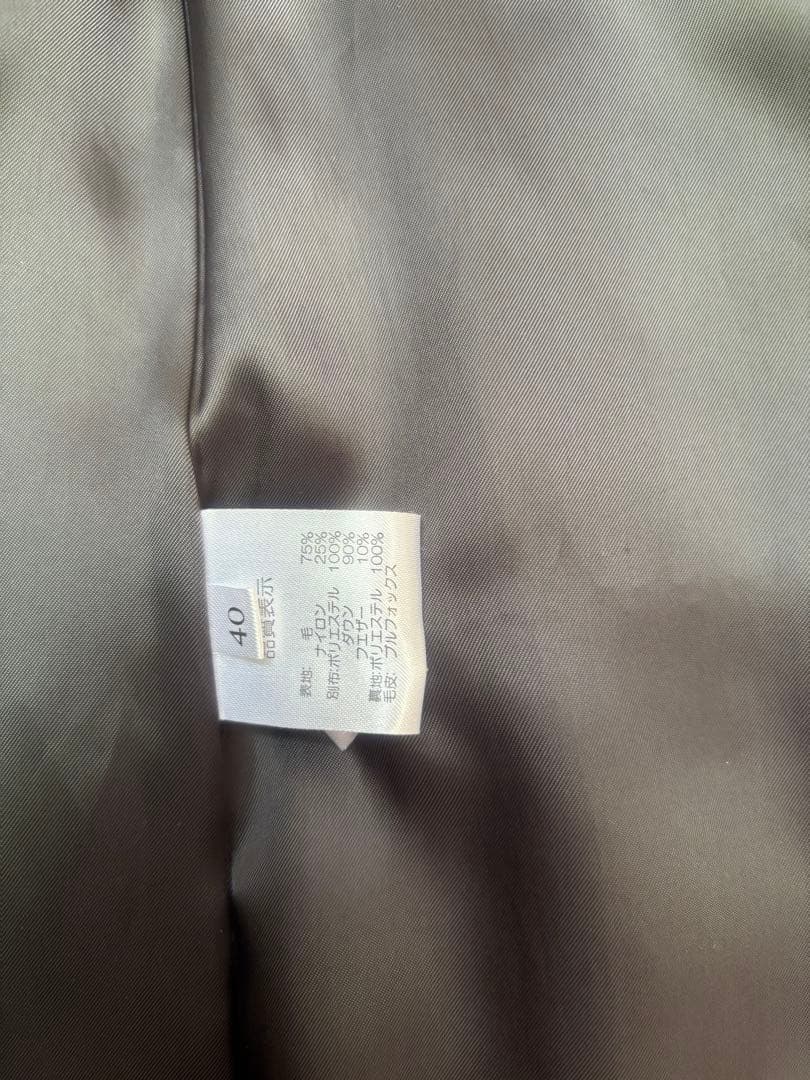 40
品質表示
表地: 毛 75%
ナイロン 25%
別布:ポリエステル 100%
ダウン 90%
フエザー 10%
裏地:ポリエステル 100%
毛皮: ブルフォックス